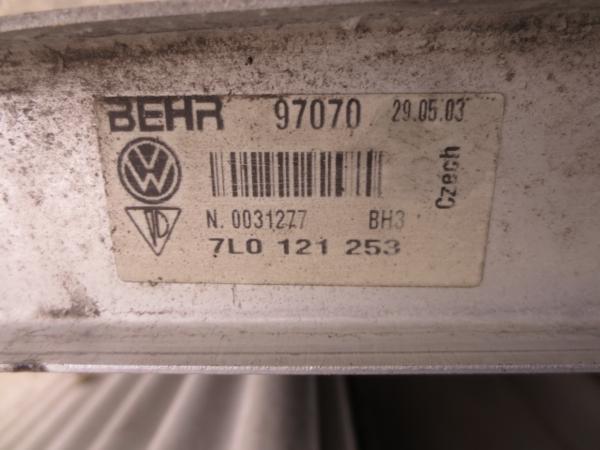 BEHR 97070 29.05.03
Czech
N. 0031277 BH3
7L0 121 253